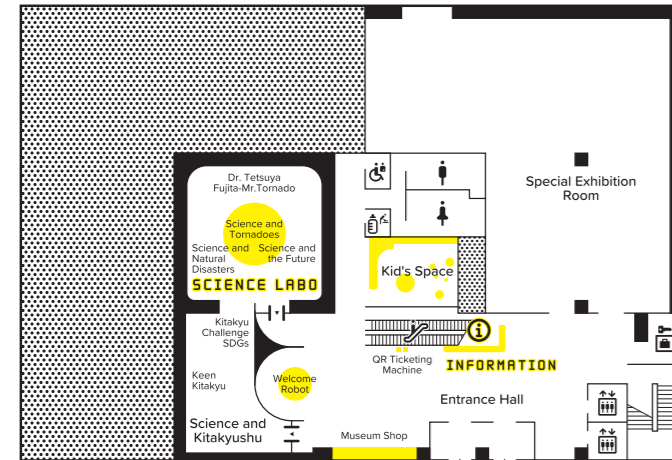 Dr. Tetsuya
Fujita-Mr.Tornado
Science and
Tornadoes
Science and
Natural
Disasters
Science and
the Future
SCIENCE LABO
Special Exhibition
Room
Kid's Space
Kitakyu
Challenge
SDGs
QR Ticketing
Machine
i
INFORMATION
Keen
Kitakyu
Welcome
Robot
Entrance Hall
Science and
Kitakyushu
Museum Shop